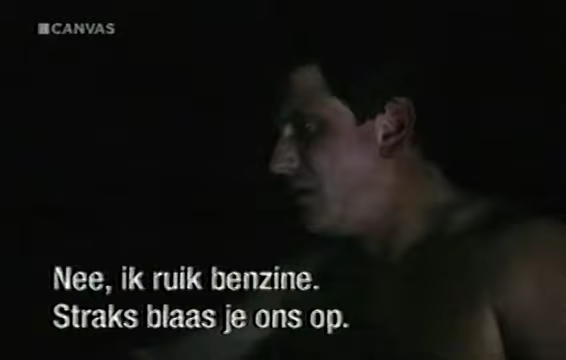 CANVAS
Nee, ik ruik benzine.
Straks blaas je ons op.